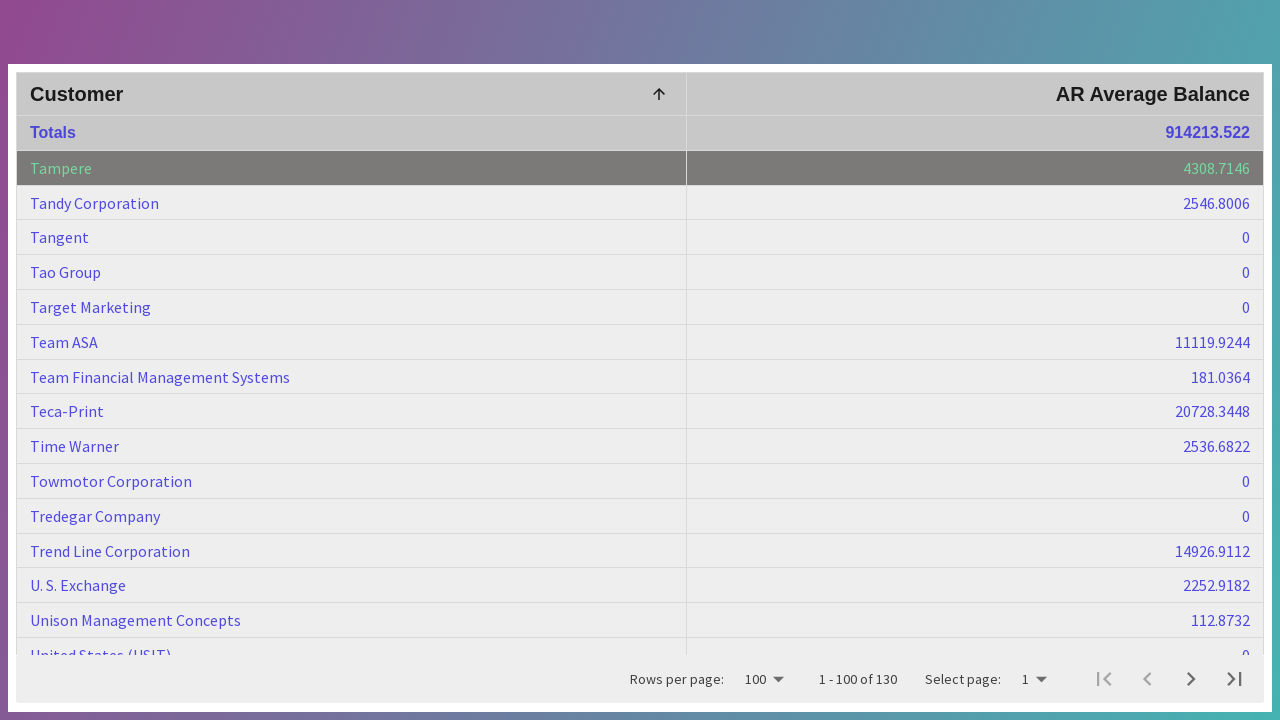 Customer AR Average Balance
Totals 914213.522
Tampere 4308.7146
Tandy Corporation 2546.8006
Tangent 0
Tao Group 0
Target Marketing 0
Team ASA 11119.9244
Team Financial Management Systems 181.0364
Teca-Print 20728.3448
Time Warner 2536.6822
Towmotor Corporation 0
Tredegar Company 0
Trend Line Corporation 14926.9112
U. S. Exchange 2252.9182
Unison Management Concepts 112.8732
United States (USIT) 0
Rows per page: 100 1 - 100 of 130 Select page: 1